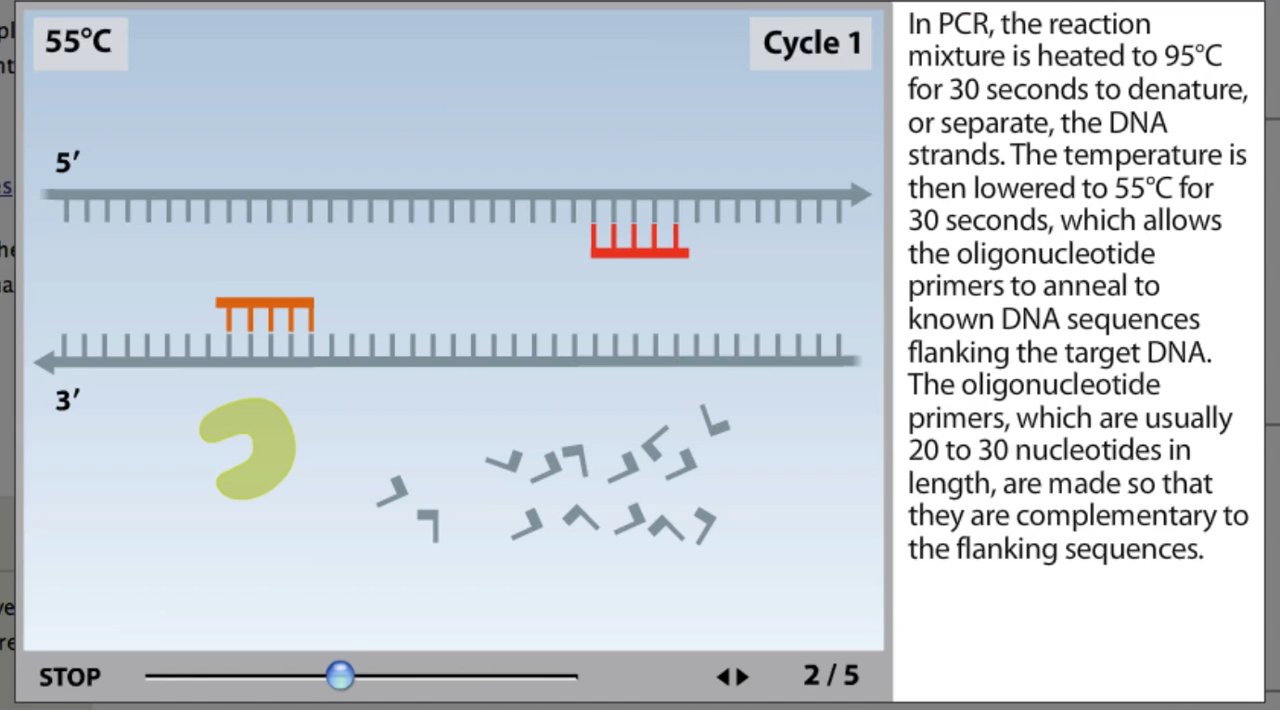 55°C
Cycle 1
5′
3′
STOP
2 / 5
In PCR, the reaction
mixture is heated to 95°C
for 30 seconds to denature,
or separate, the DNA
strands. The temperature is
then lowered to 55°C for
30 seconds, which allows
the oligonucleotide
primers to anneal to
known DNA sequences
flanking the target DNA.
The oligonucleotide
primers, which are usually
20 to 30 nucleotides in
length, are made so that
they are complementary to
the flanking sequences.